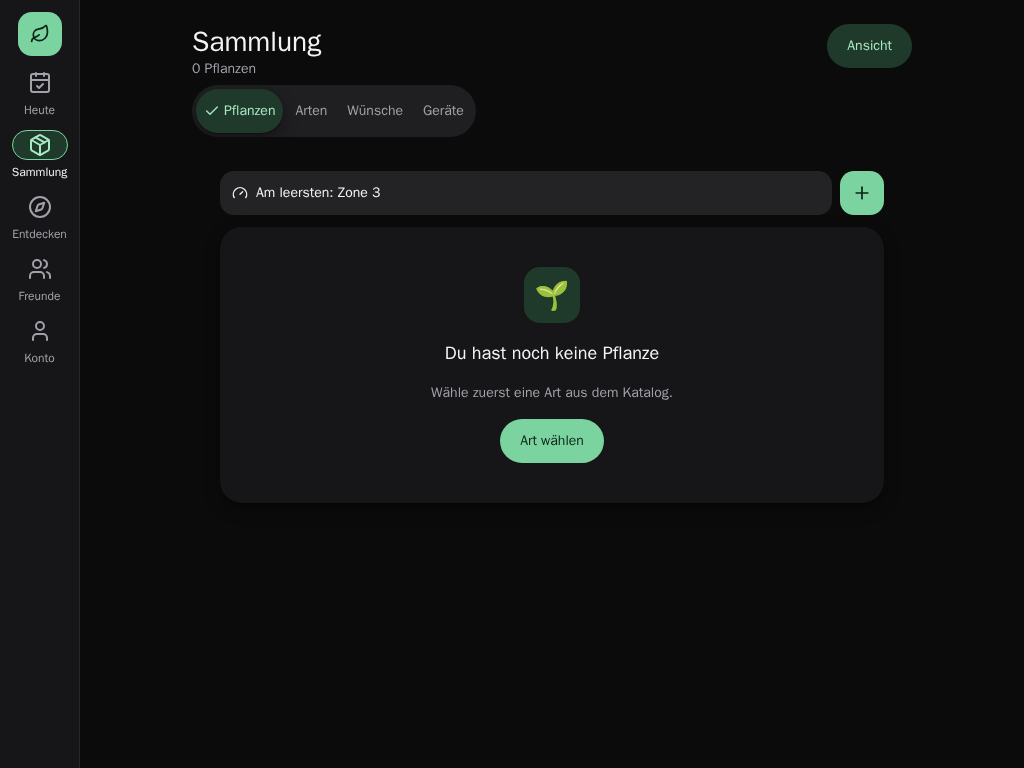 Heute
Sammlung
Entdecken
Freunde
Konto
Sammlung
0 Pflanzen
Ansicht
Pflanzen
Arten
Wünsche
Geräte
Am leersten: Zone 3
Du hast noch keine Pflanze
Wähle zuerst eine Art aus dem Katalog.
Art wählen